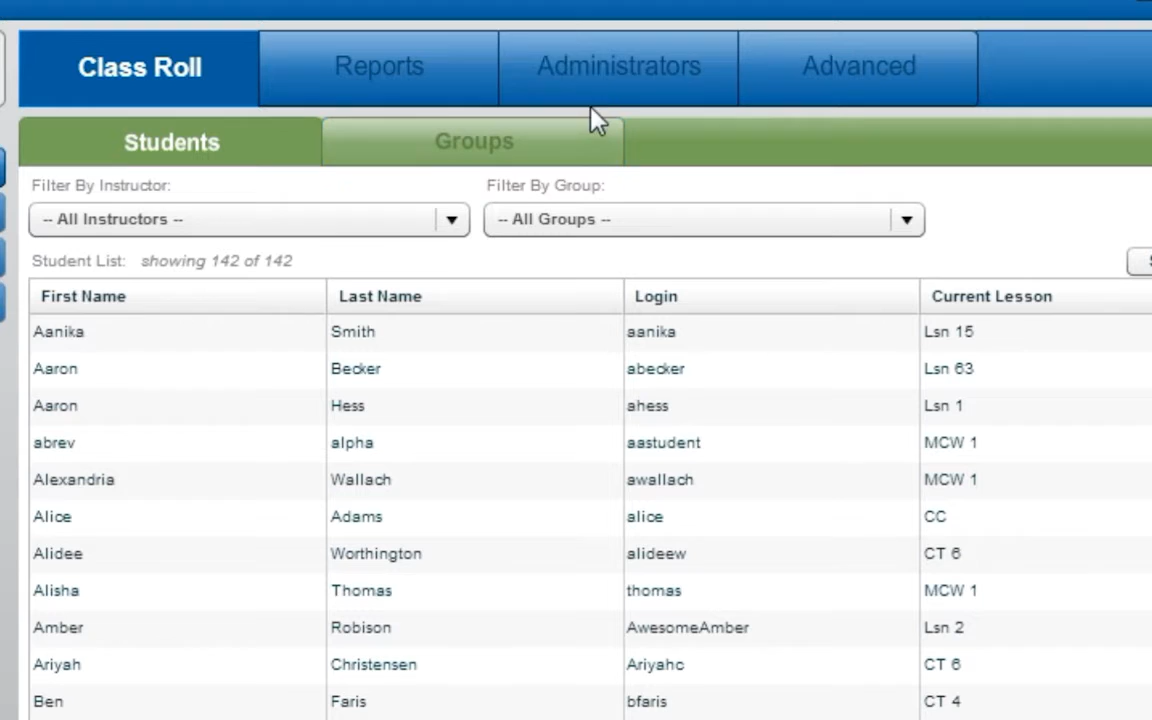 Class Roll Reports Administrators Advanced
Students Groups
Filter By Instructor: Filter By Group:
-- All Instructors -- -- All Groups --
Student List: showing 142 of 142
First Name Last Name Login Current Lesson
Aanika Smith aanika Lsn 15
Aaron Becker abecker Lsn 63
Aaron Hess ahess Lsn 1
abrev alpha aastudent MCW 1
Alexandria Wallach awallach MCW 1
Alice Adams alice CC
Alidee Worthington alideew CT 6
Alisha Thomas thomas MCW 1
Amber Robison AwesomeAmber Lsn 2
Ariyah Christensen Ariyahc CT 6
Ben Faris bfaris CT 4